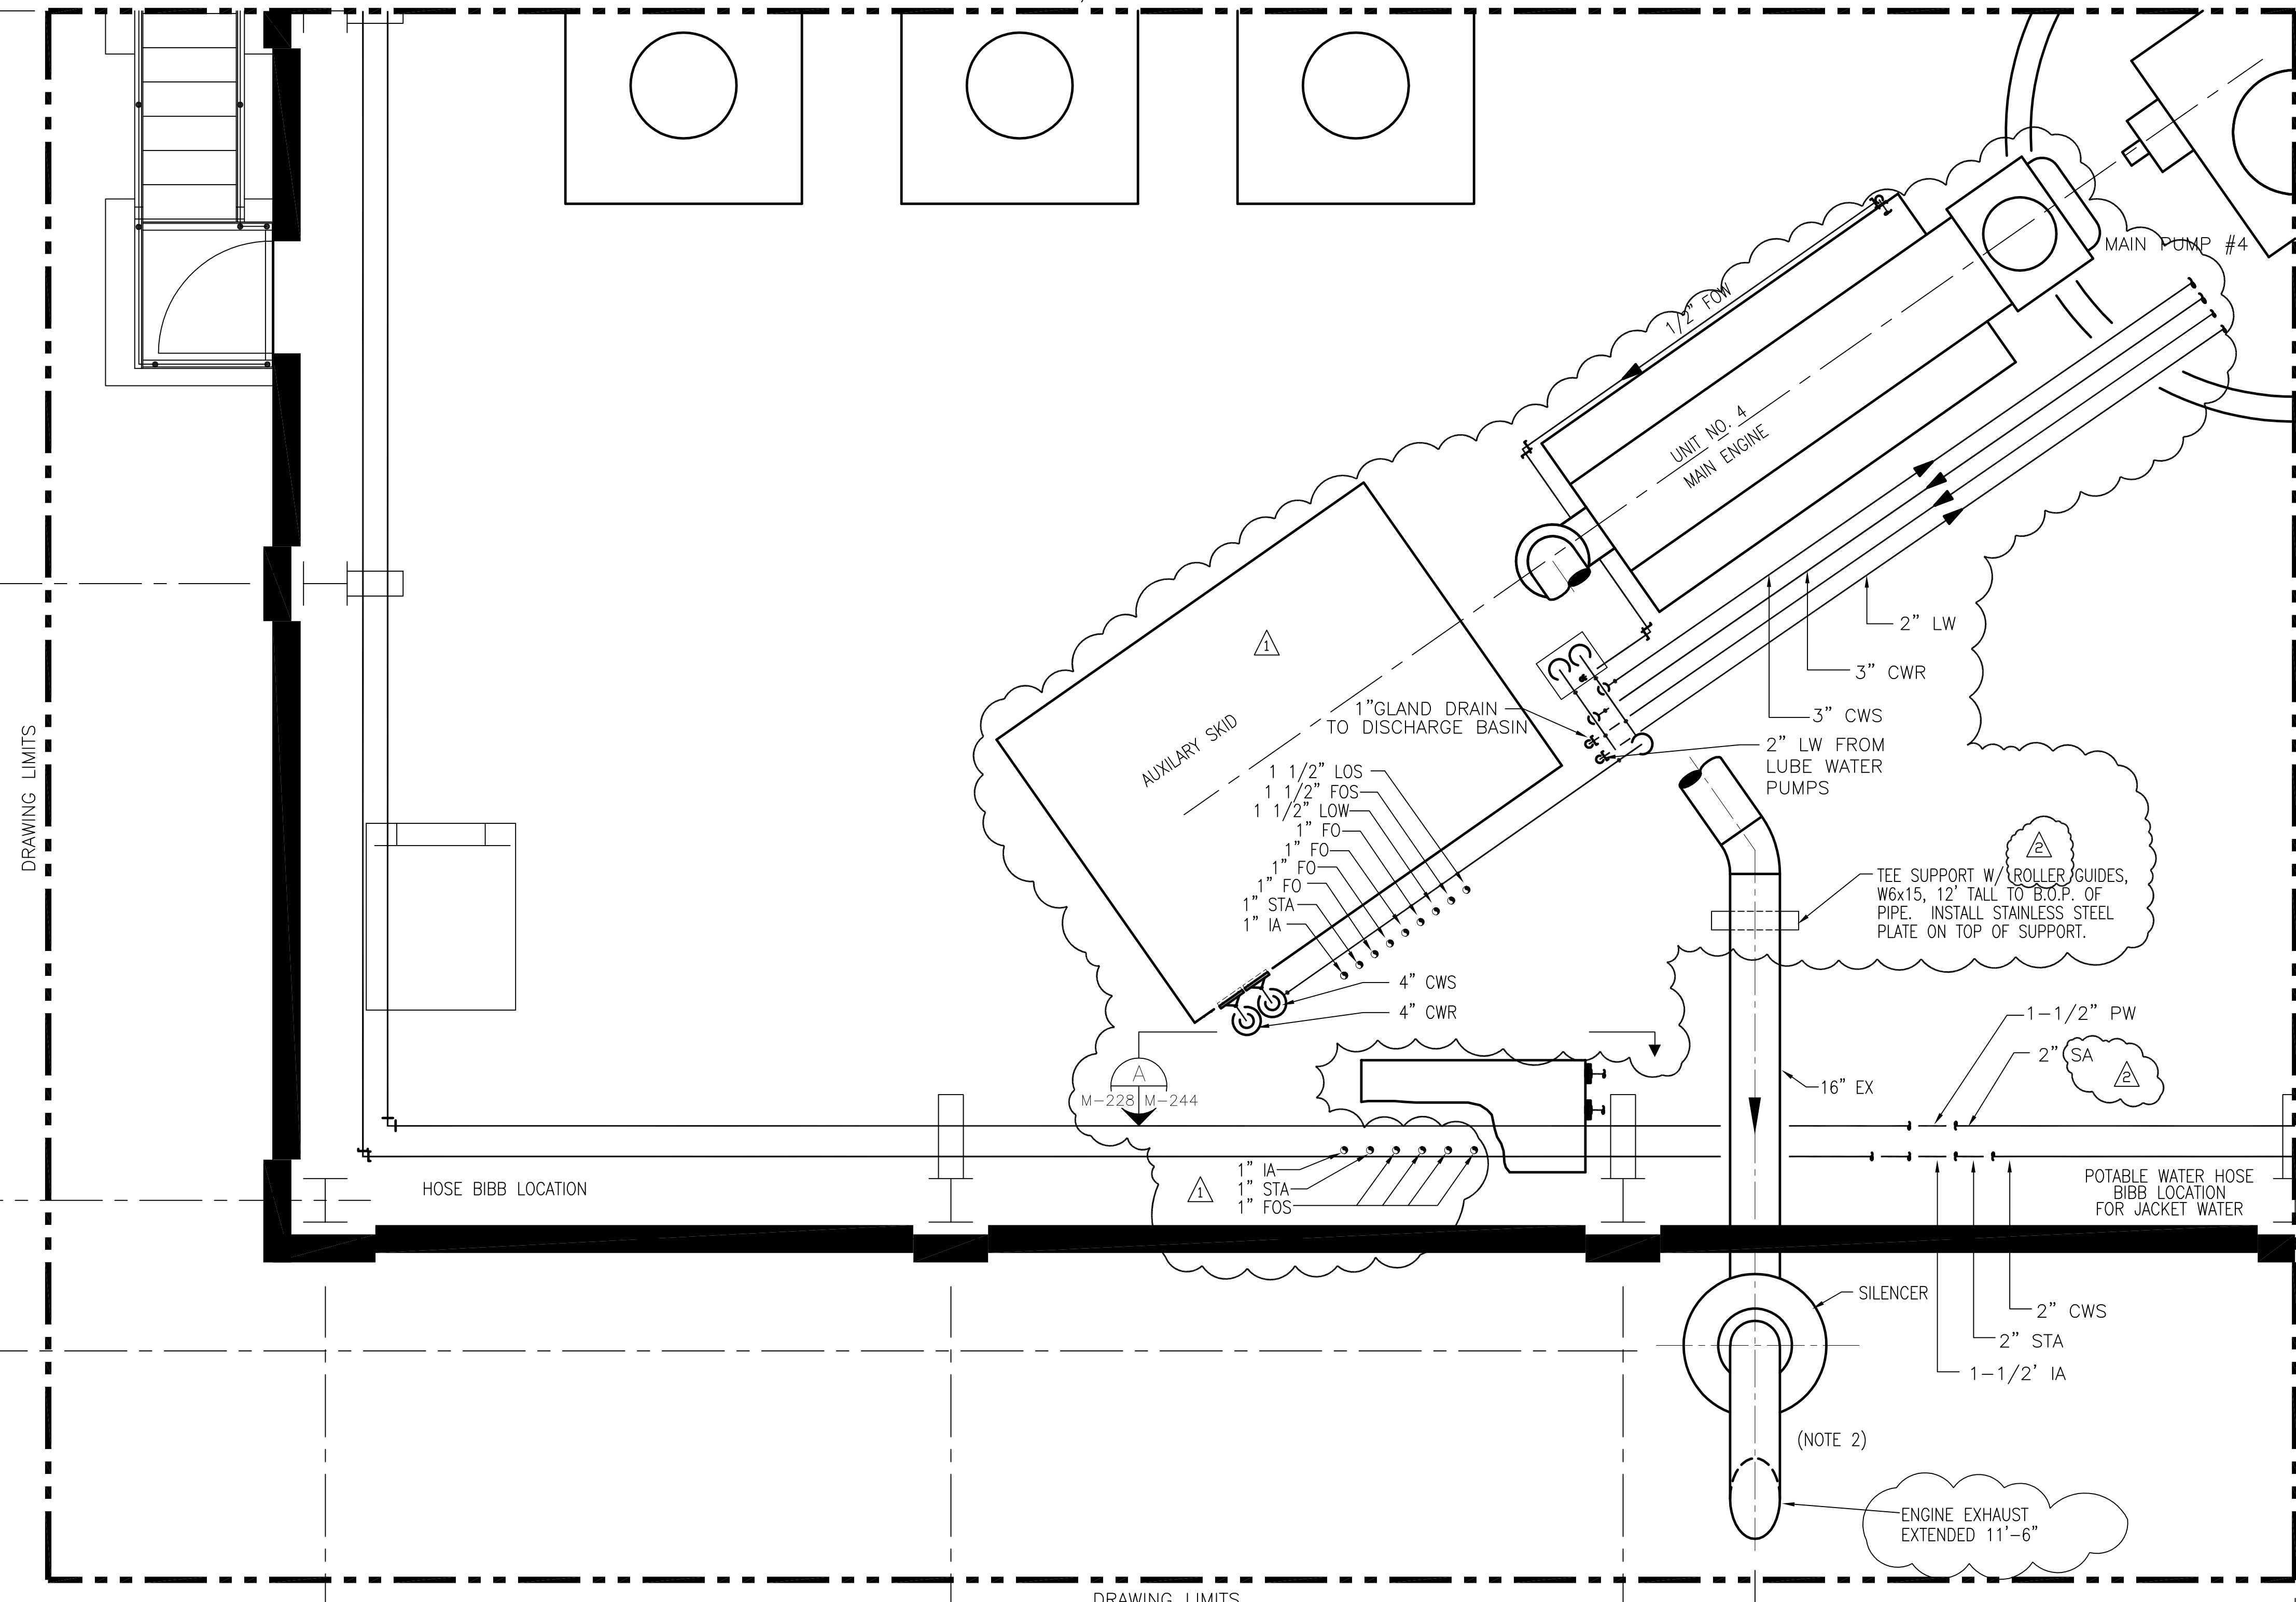 MAIN PUMP #4
1/2" FOW
UNIT NO. 4
MAIN ENGINE
2" LW
3" CWR
3" CWS
1"GLAND DRAIN
TO DISCHARGE BASIN
2" LW FROM
LUBE WATER
PUMPS
1
AUXILARY SKID
DRAWING LIMITS
1 1/2" LOS
1 1/2" FOS
1 1/2" LOW
1" FO
1" FO
1" FO
1" FO
1" STA
1" IA
2
TEE SUPPORT W/ ROLLER GUIDES,
W6x15, 12' TALL TO B.O.P. OF
PIPE. INSTALL STAINLESS STEEL
PLATE ON TOP OF SUPPORT.
4" CWS
4" CWR
1-1/2" PW
2" SA
2
16" EX
A
M-228 M-244
HOSE BIBB LOCATION
1
1" IA
1" STA
1" FOS
POTABLE WATER HOSE
BIBB LOCATION
FOR JACKET WATER
SILENCER
2" CWS
2" STA
1-1/2' IA
(NOTE 2)
ENGINE EXHAUST
EXTENDED 11'-6"
DRAWING LIMITS